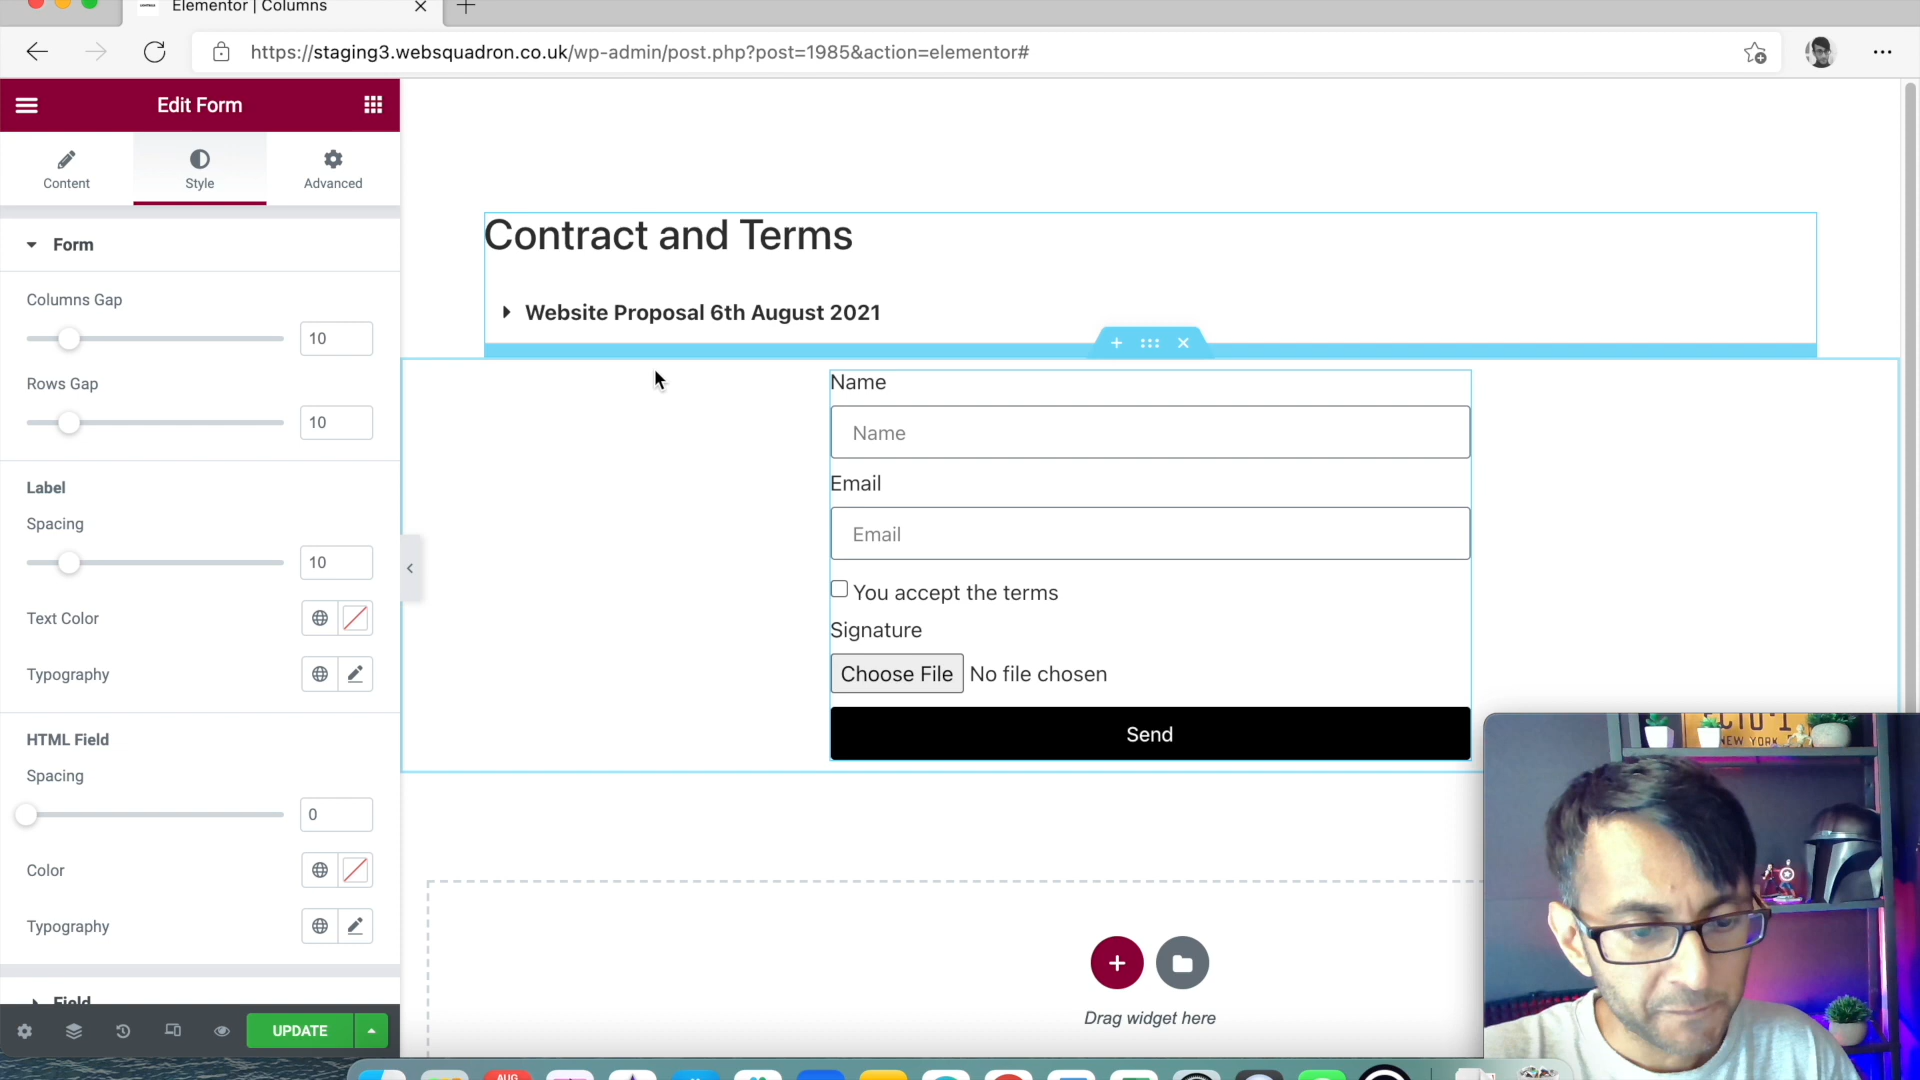 Elementor | Columns
https://staging3.websquadron.co.uk/wp-admin/post.php?post=1985&action=elementor#
Edit Form
Content
Style
Advanced
Form
Columns Gap
10
Rows Gap
10
Label
Spacing
10
Text Color
Typography
HTML Field
Spacing
0
Color
Typography
Field
UPDATE
Contract and Terms
Website Proposal 6th August 2021
Name
Name
Email
Email
You accept the terms
Signature
Choose File No file chosen
Send
Drag widget here
NEW YORK
AUG